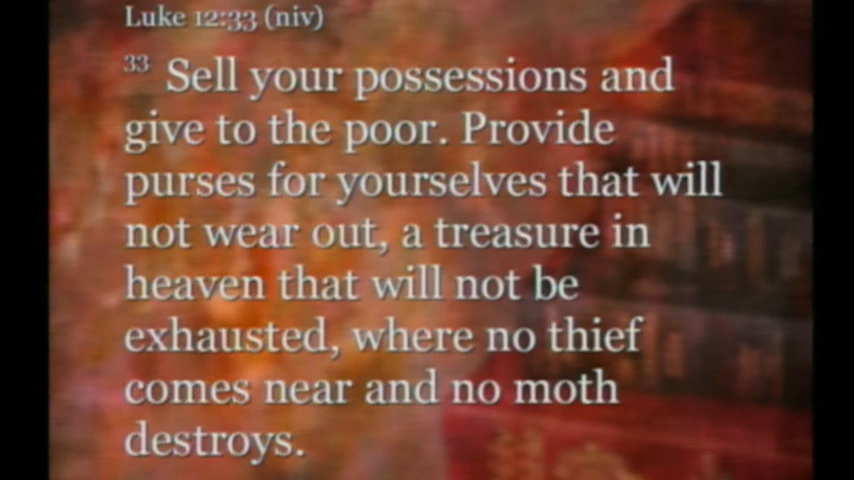 Luke 12:33 (niv)
33 Sell your possessions and
give to the poor. Provide
purses for yourselves that will
not wear out, a treasure in
heaven that will not be
exhausted, where no thief
comes near and no moth
destroys.